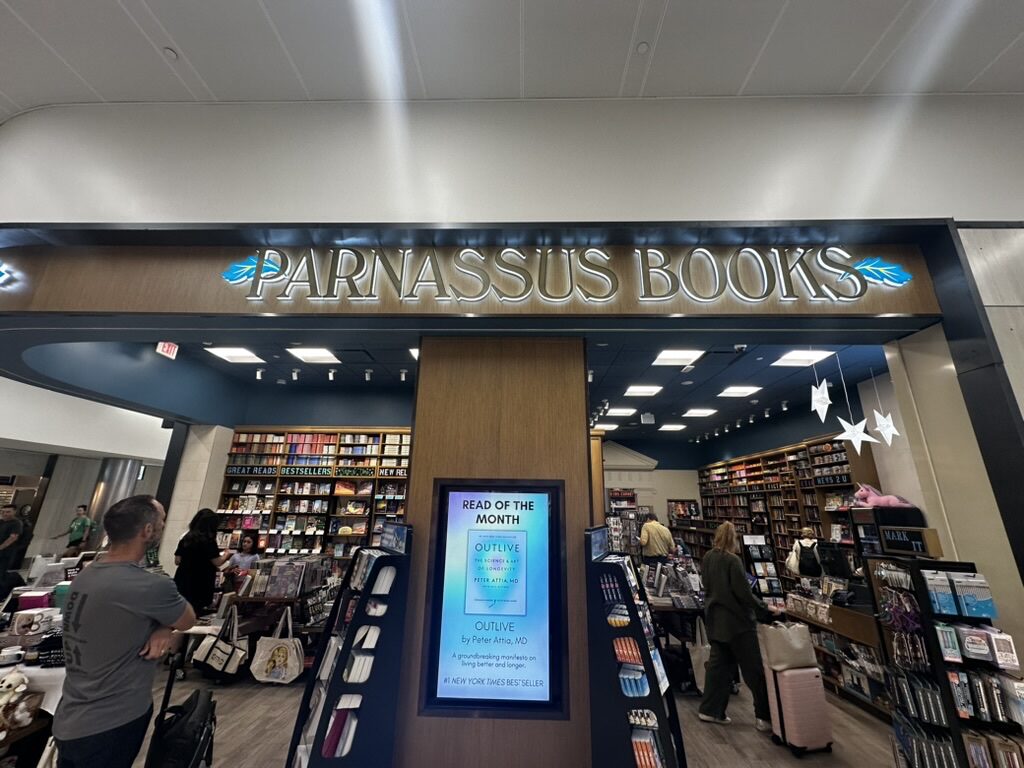 PARNASSUS BOOKS
EXIT
GREAT READS
BESTSELLERS
NEW REL
READ OF THE
MONTH
OUTLIVE
THE SCIENCE & ART
OF LONGEVITY
PETER ATTIA, MD
OUTLIVE
by Peter Attia, MD
A groundbreaking manifesto on
living better and longer.
#1 NEW YORK TIMES BESTSELLER
MARK
IT